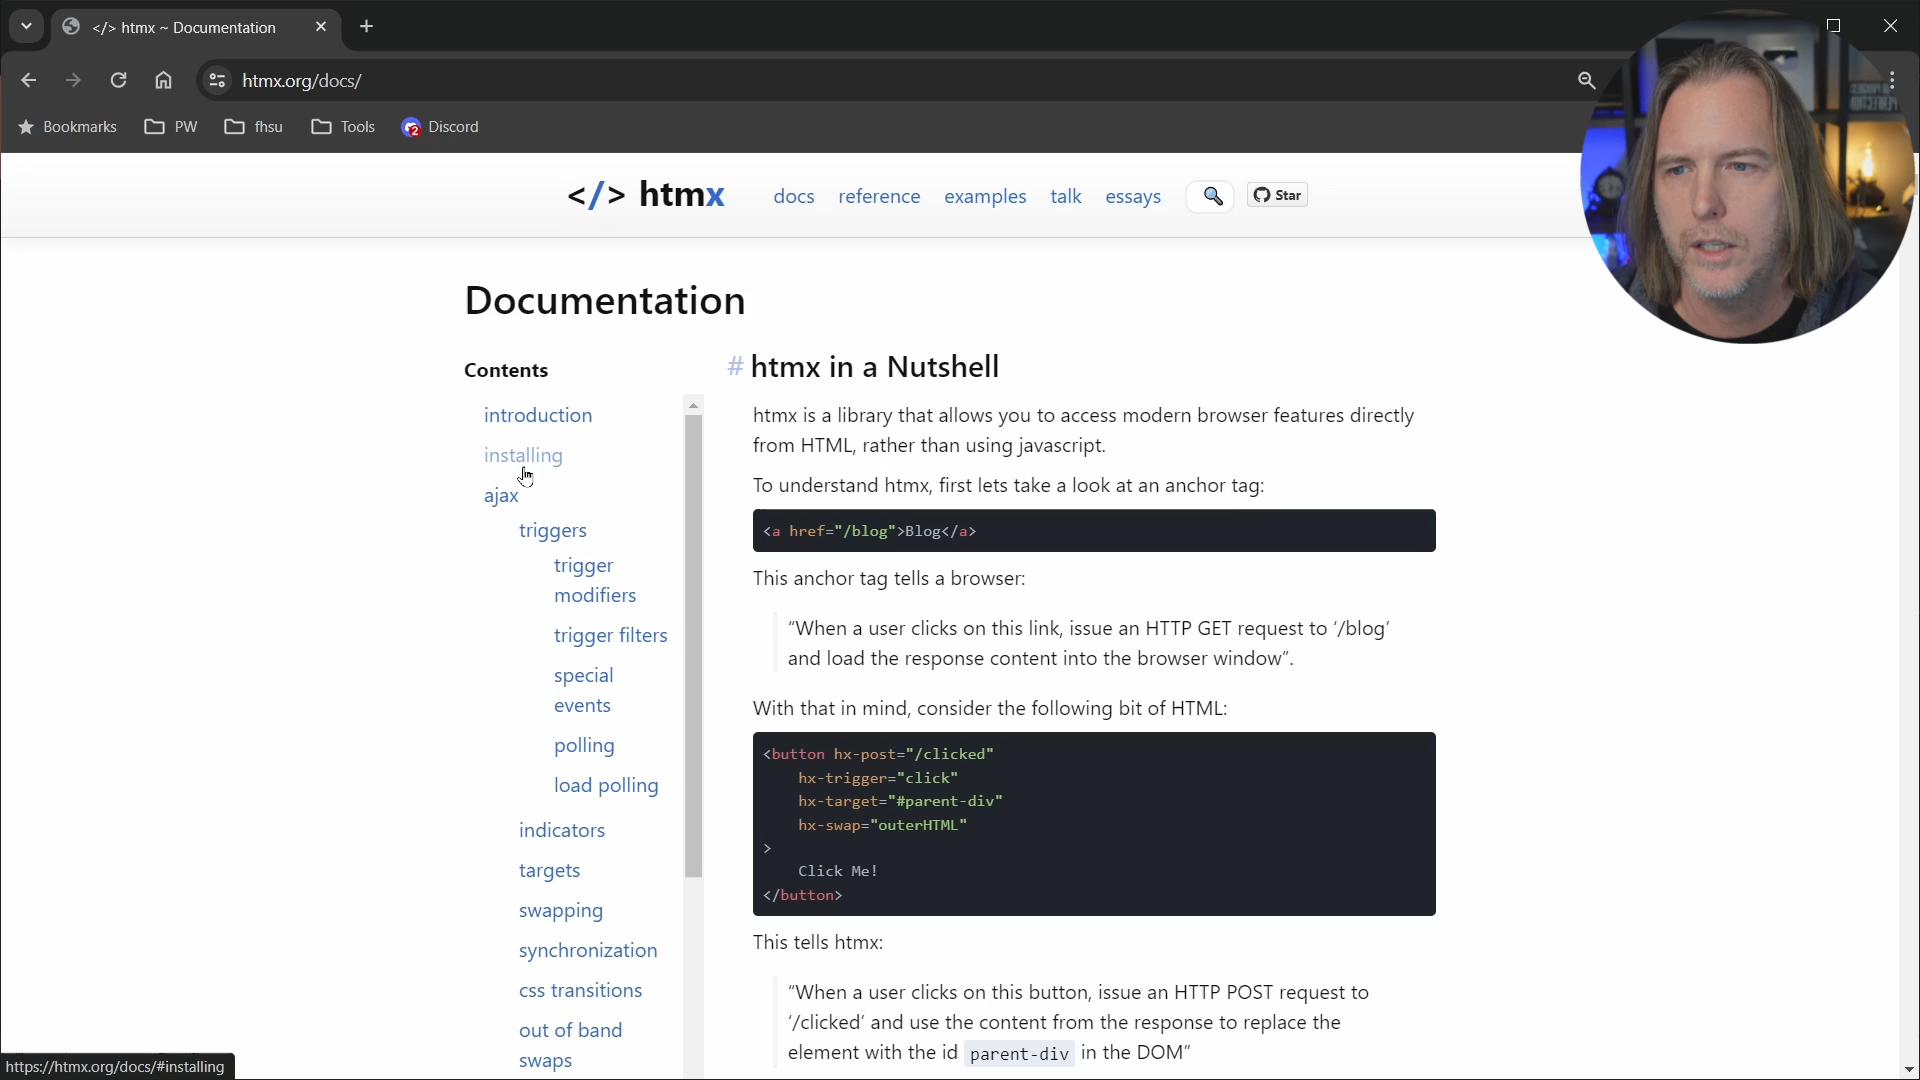 </> htmx ~ Documentation
htmx.org/docs/
Bookmarks PW fhsu Tools 2 Discord
</> htmx docs reference examples talk essays Star
Documentation
Contents
introduction
installing
ajax
triggers
trigger
modifiers
trigger filters
special
events
polling
load polling
indicators
targets
swapping
synchronization
css transitions
out of band
swaps
# htmx in a Nutshell
htmx is a library that allows you to access modern browser features directly
from HTML, rather than using javascript.
To understand htmx, first lets take a look at an anchor tag:
<a href="/blog">Blog</a>
This anchor tag tells a browser:
“When a user clicks on this link, issue an HTTP GET request to ‘/blog’
and load the response content into the browser window”.
With that in mind, consider the following bit of HTML:
<button hx-post="/clicked"
hx-trigger="click"
hx-target="#parent-div"
hx-swap="outerHTML"
>
Click Me!
</button>
This tells htmx:
“When a user clicks on this button, issue an HTTP POST request to
‘/clicked’ and use the content from the response to replace the
element with the id parent-div in the DOM”
https://htmx.org/docs/#installing